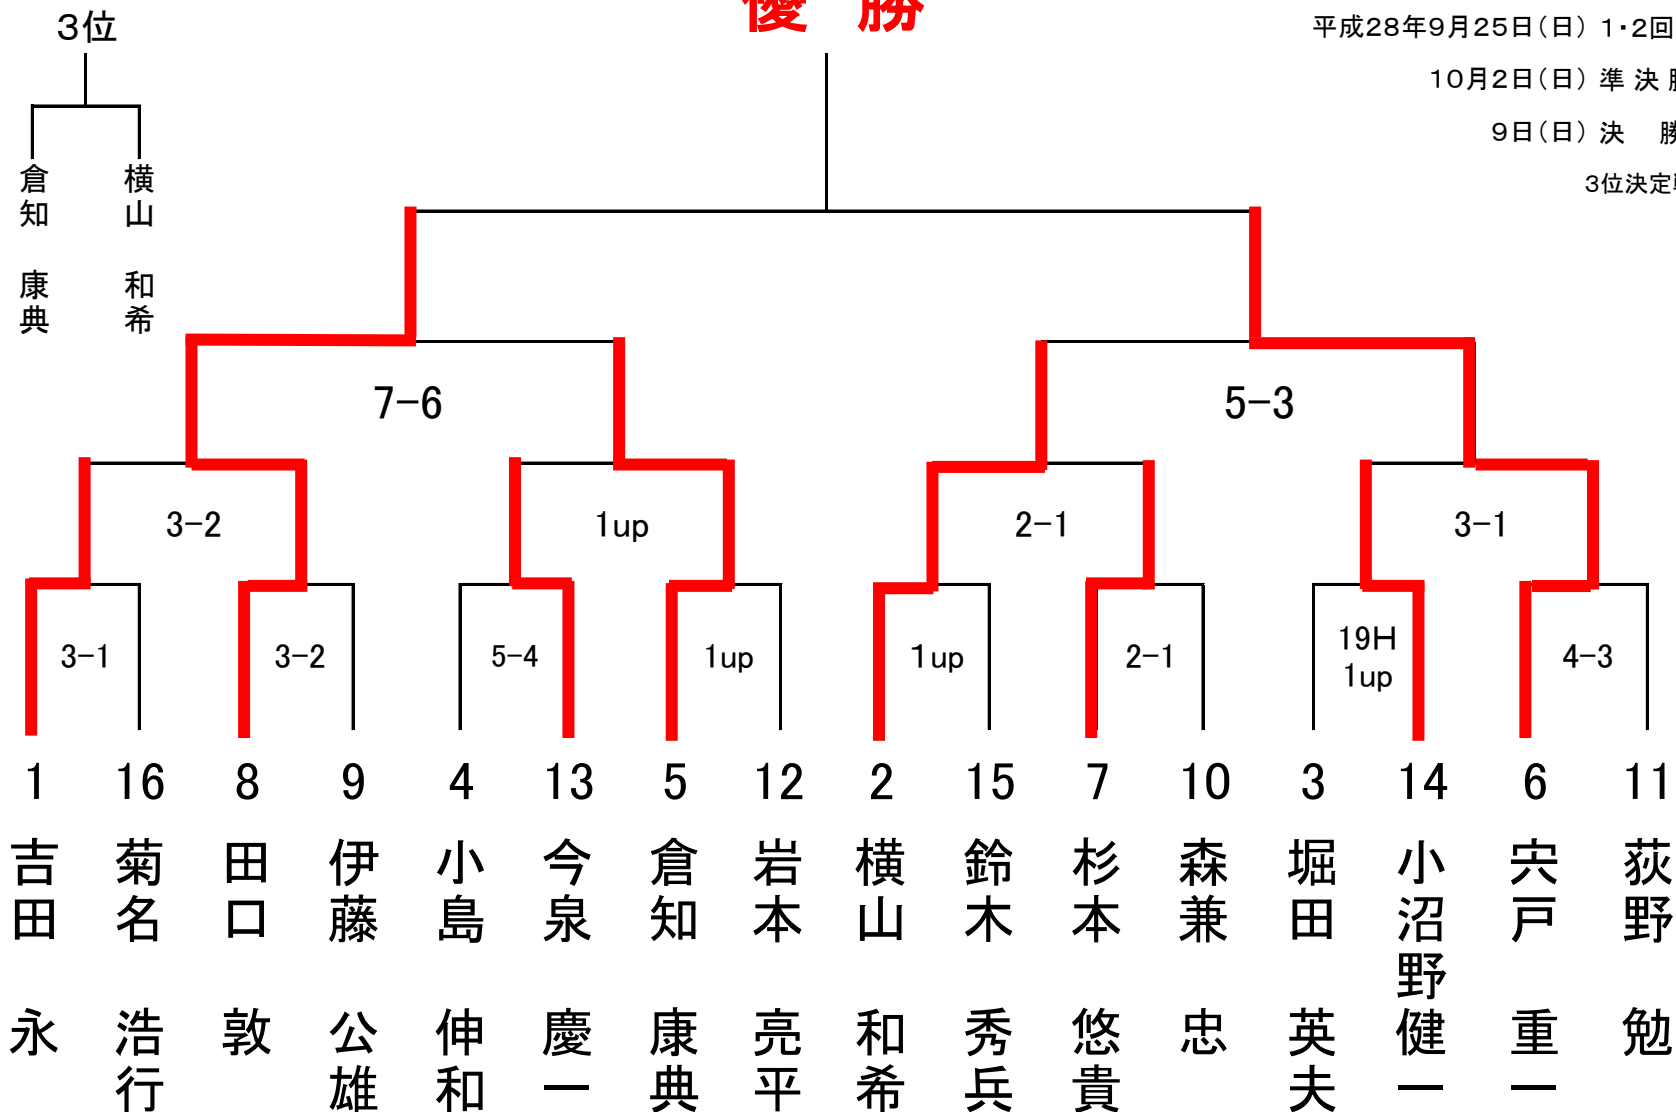 優 勝
3位
倉知 康典
横山 和希
平成28年9月25日(日) 1・2回
10月2日(日) 準 決 勝
9日(日) 決 勝
3位決定戦
7-6
5-3
3-2
1up
2-1
3-1
3-1
3-2
5-4
1up
1up
2-1
19H
1up
4-3
1 16 8 9 4 13 5 12 2 15 7 10 3 14 6 11
吉田 永
菊名 浩行
田口 敦
伊藤 公雄
小島 伸和
今泉 慶一
倉知 康典
岩本 亮平
横山 和希
鈴木 秀兵
杉本 悠貴
森兼 忠
堀田 英夫
小沼野 健一
宍戸 重一
荻野 勉